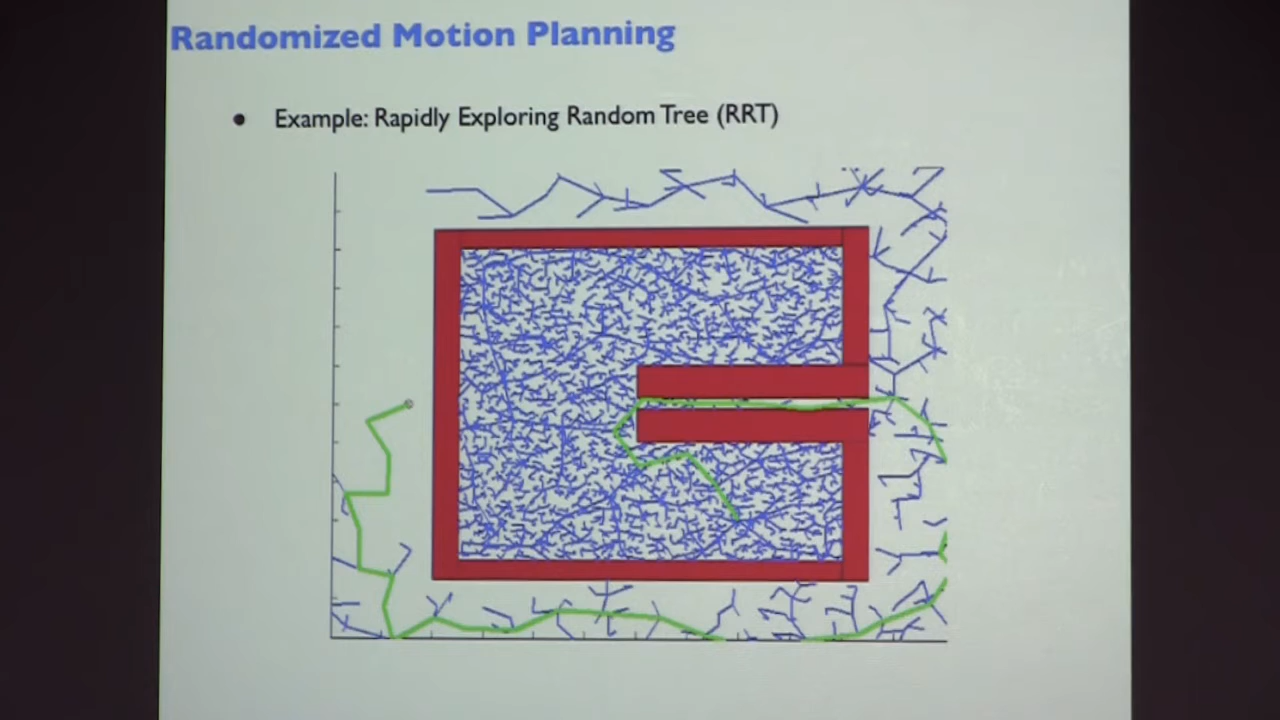 Randomized Motion Planning
• Example: Rapidly Exploring Random Tree (RRT)